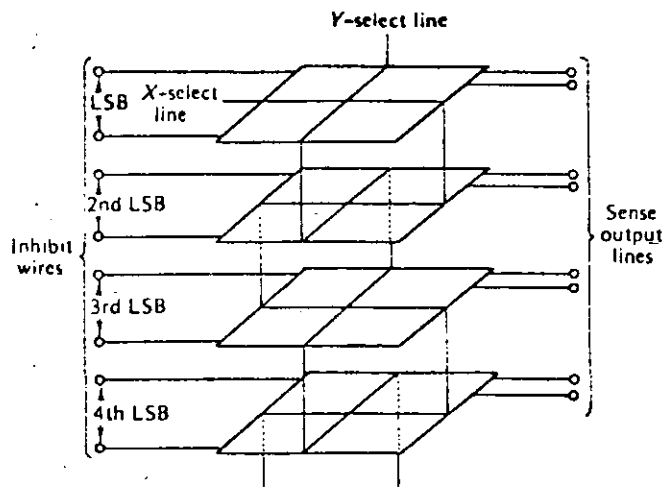 Y-select line
LSB
X-select
line
2nd LSB
Inhibit
wires
Sense
output
lines
3rd LSB
4th LSB